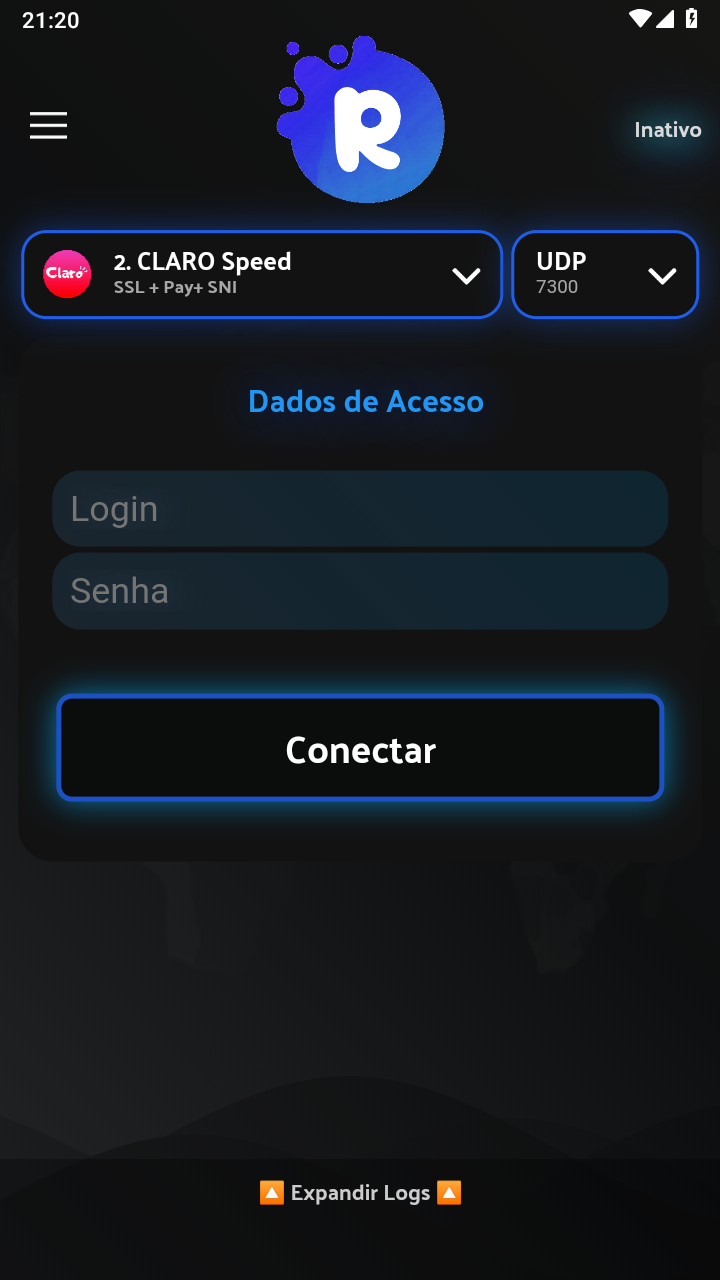 21:20
R
Inativo
Claro
2. CLARO Speed
SSL + Pay+ SNI
UDP
7300
Dados de Acesso
Login
Senha
Conectar
🔼 Expandir Logs 🔼